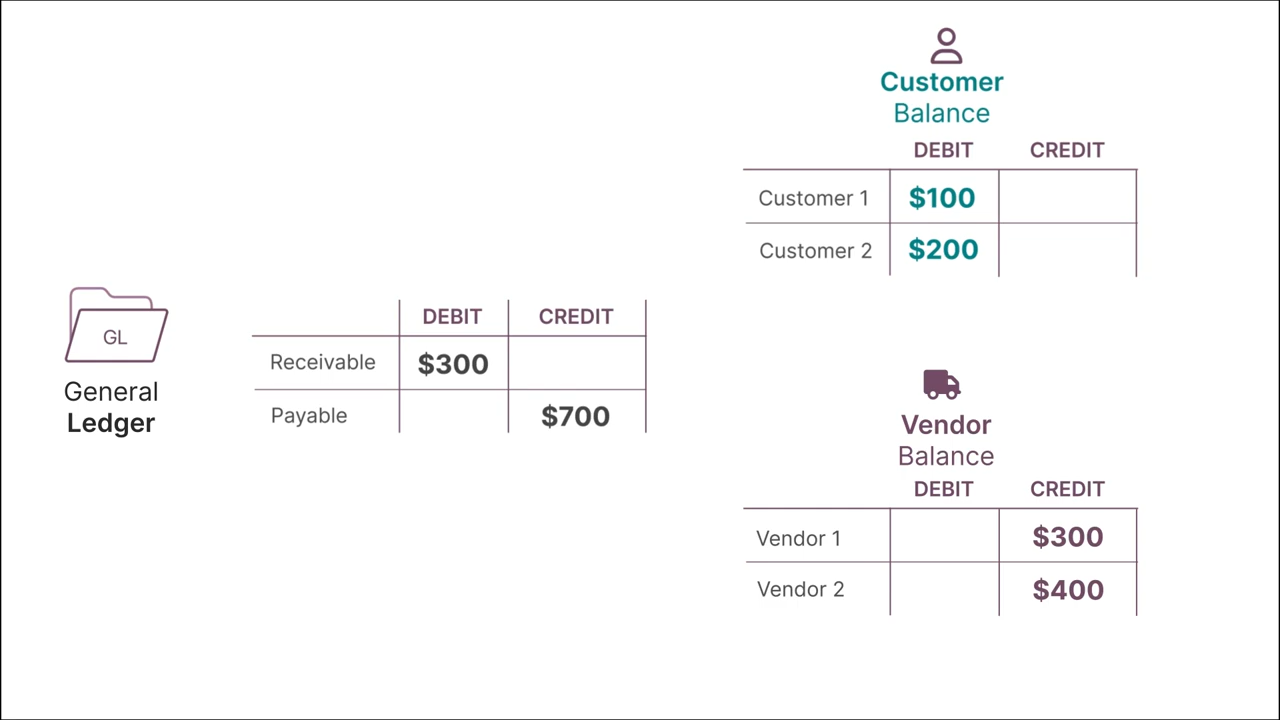 Customer
Balance
DEBIT CREDIT
Customer 1 $100
Customer 2 $200
GL
General
Ledger
DEBIT CREDIT
Receivable $300
Payable $700
Vendor
Balance
DEBIT CREDIT
Vendor 1 $300
Vendor 2 $400